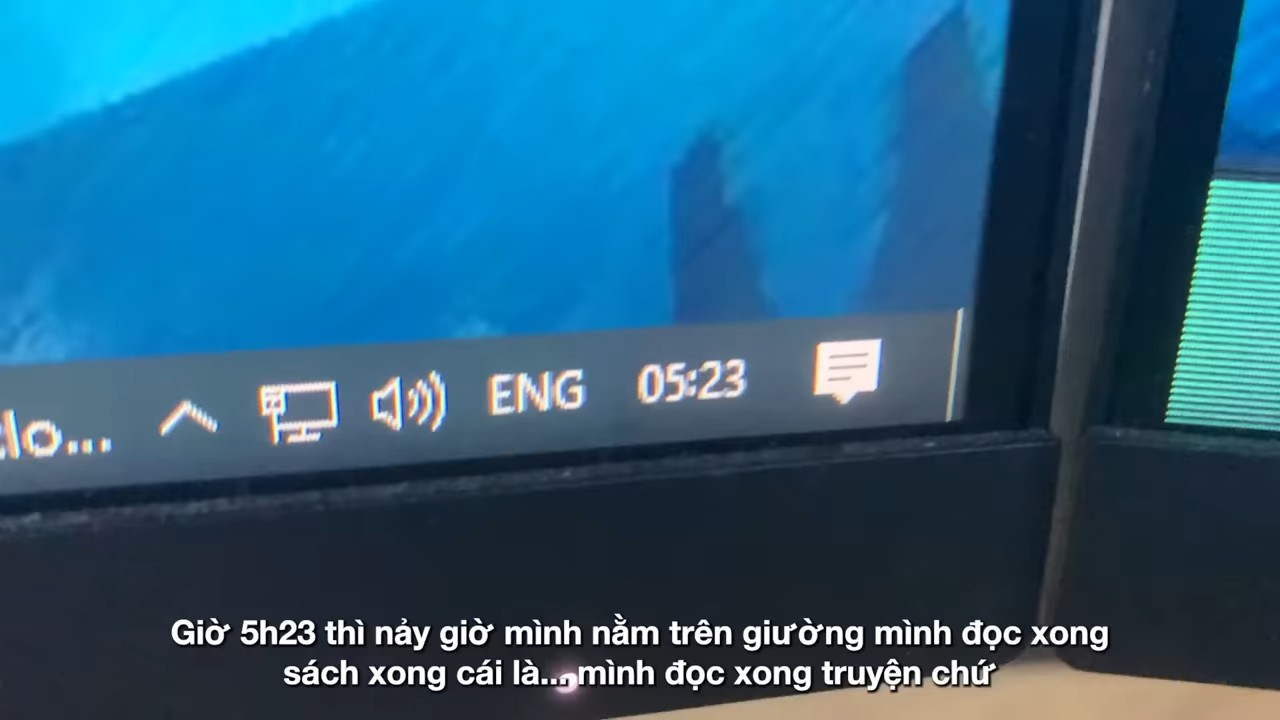 lo...
ENG
05:23
Giờ 5h23 thì nảy giờ mình nằm trên giường mình đọc xong
sách xong cái là...mình đọc xong truyện chứ